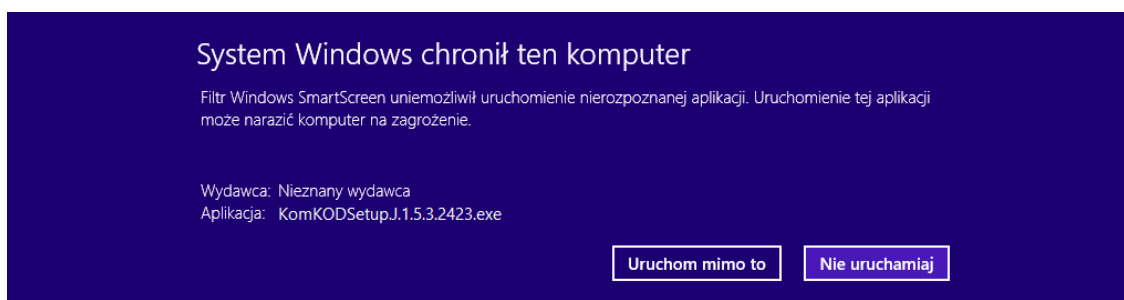 System Windows chronił ten komputer
Filtr Windows SmartScreen uniemożliwił uruchomienie nierozpoznanej aplikacji. Uruchomienie tej aplikacji
może narazić komputer na zagrożenie.
Wydawca: Nieznany wydawca
Aplikacja: KomKODSetup.J.1.5.3.2423.exe
Uruchom mimo to Nie uruchamiaj